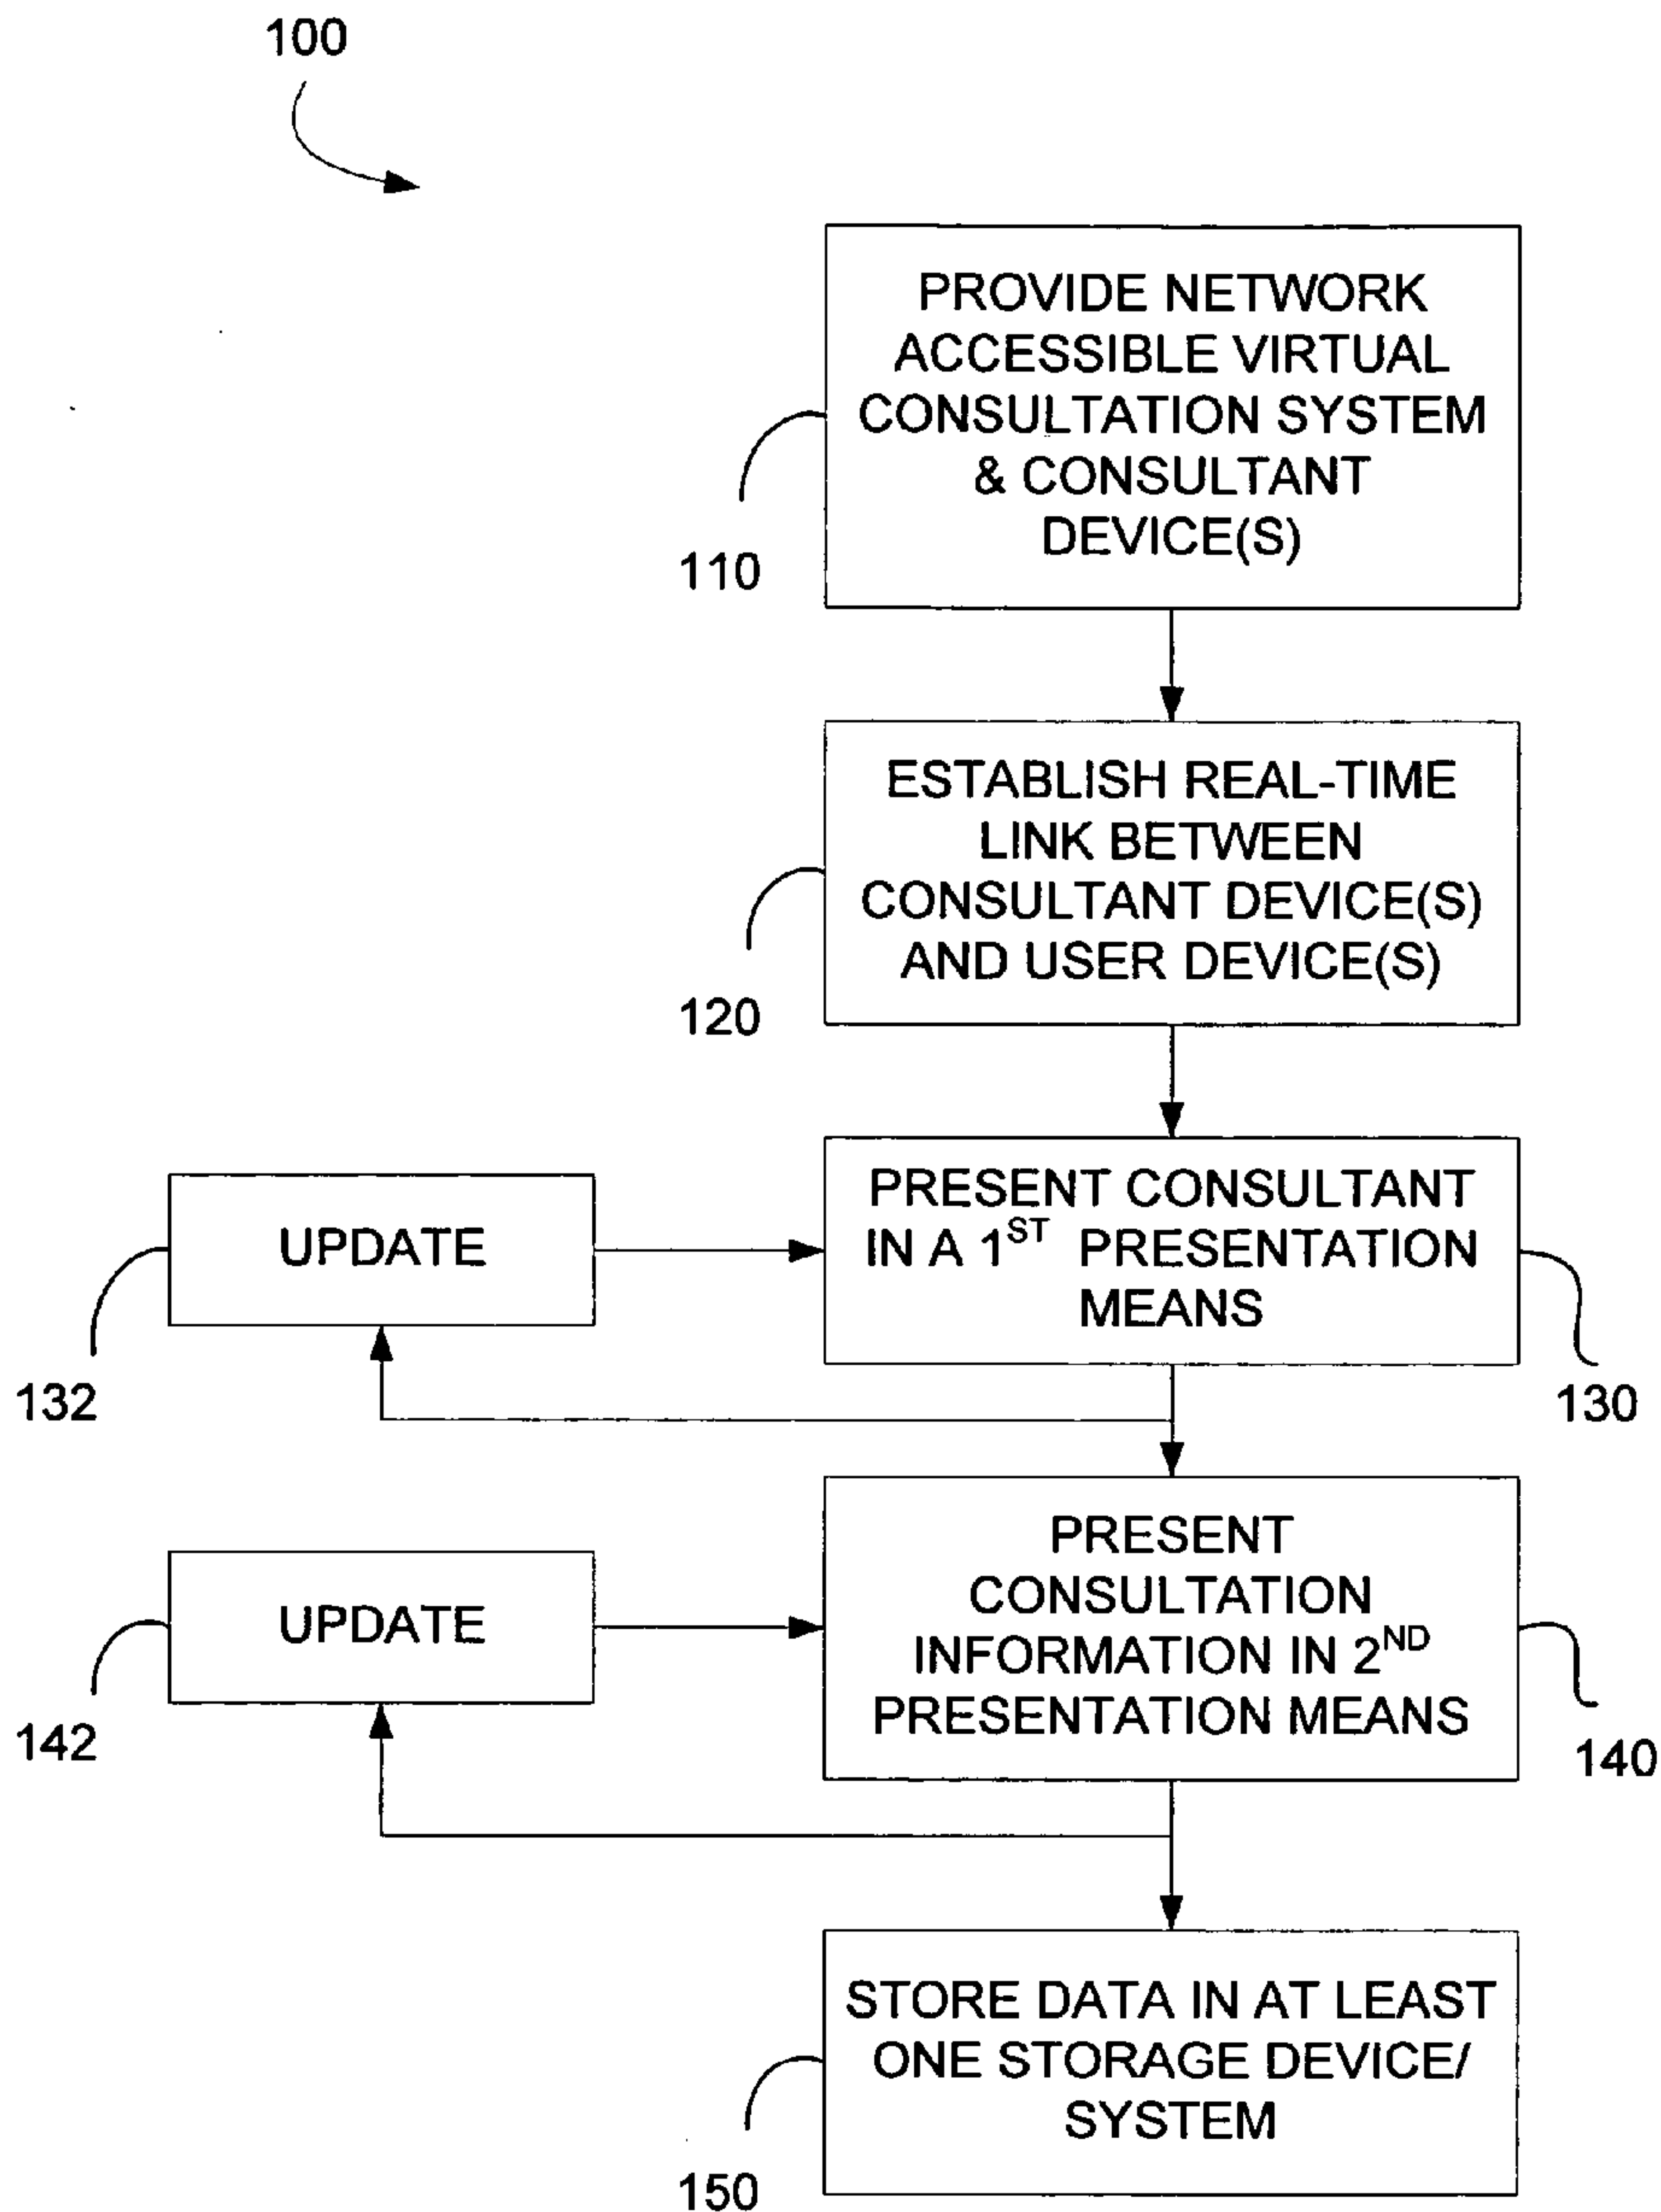 100
PROVIDE NETWORK
ACCESSIBLE VIRTUAL
CONSULTATION SYSTEM
& CONSULTANT
DEVICE(S)
110
ESTABLISH REAL-TIME
LINK BETWEEN
CONSULTANT DEVICE(S)
AND USER DEVICE(S)
120
PRESENT CONSULTANT
IN A 1ST PRESENTATION
MEANS
UPDATE
132
130
PRESENT
CONSULTATION
INFORMATION IN 2ND
PRESENTATION MEANS
UPDATE
142
140
STORE DATA IN AT LEAST
ONE STORAGE DEVICE/
SYSTEM
150